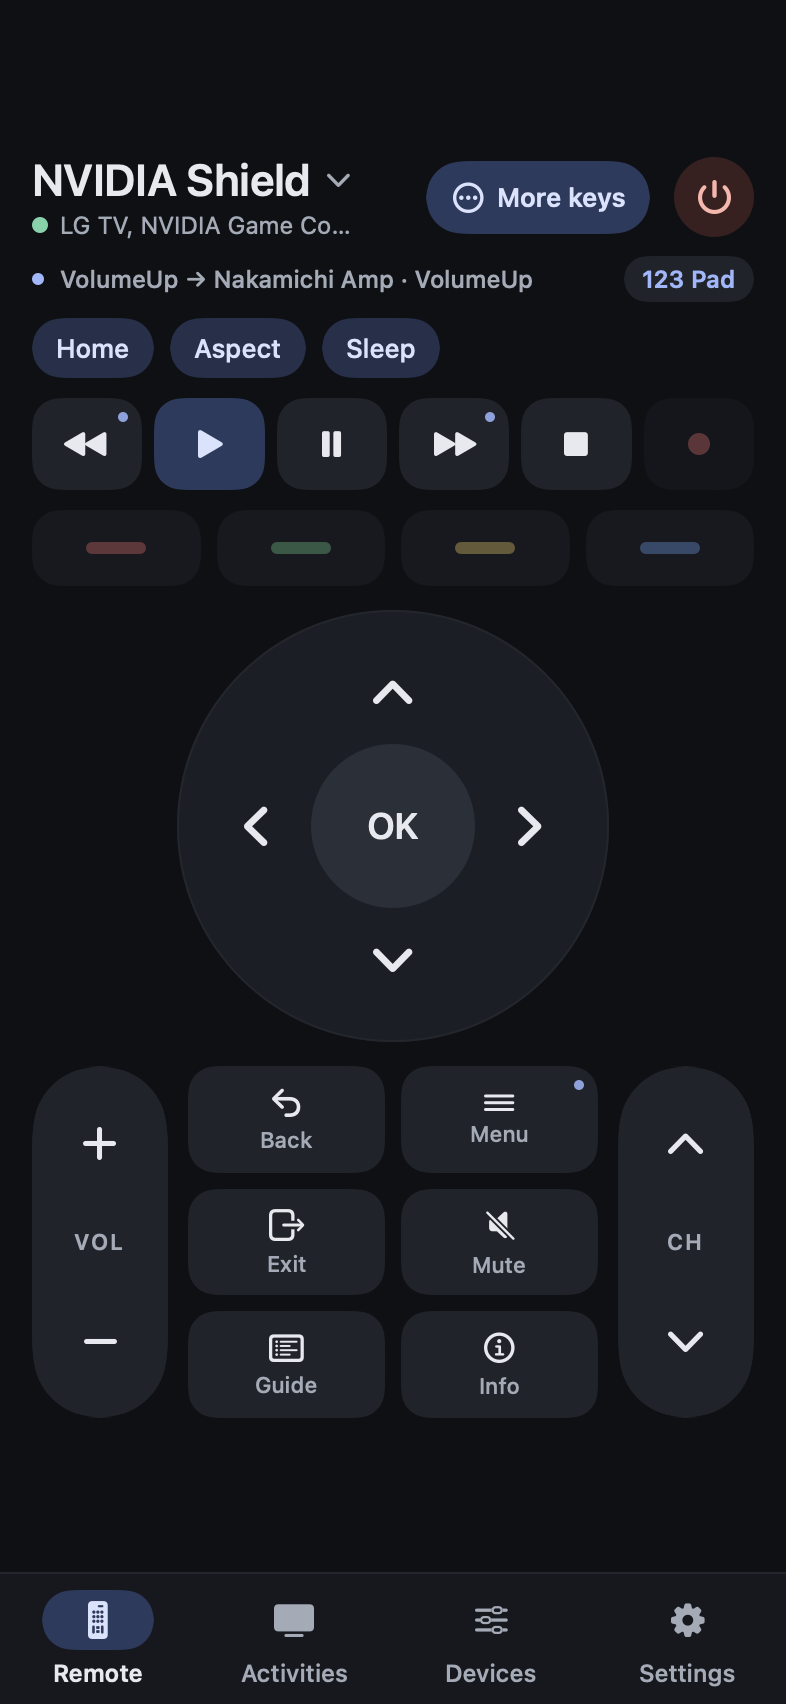 NVIDIA Shield
More keys
LG TV, NVIDIA Game Co...
VolumeUp → Nakamichi Amp · VolumeUp
123 Pad
Home
Aspect
Sleep
OK
VOL
CH
Back
Menu
Exit
Mute
Guide
Info
Remote
Activities
Devices
Settings